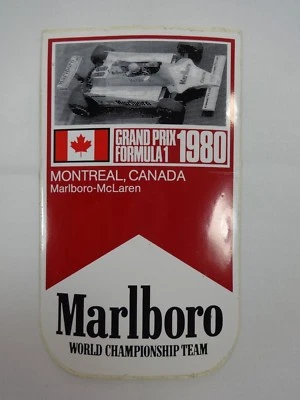 GRAND PRIX
FORMULA 1
1980
MONTREAL, CANADA
Marlboro-McLaren
Marlboro
WORLD CHAMPIONSHIP TEAM